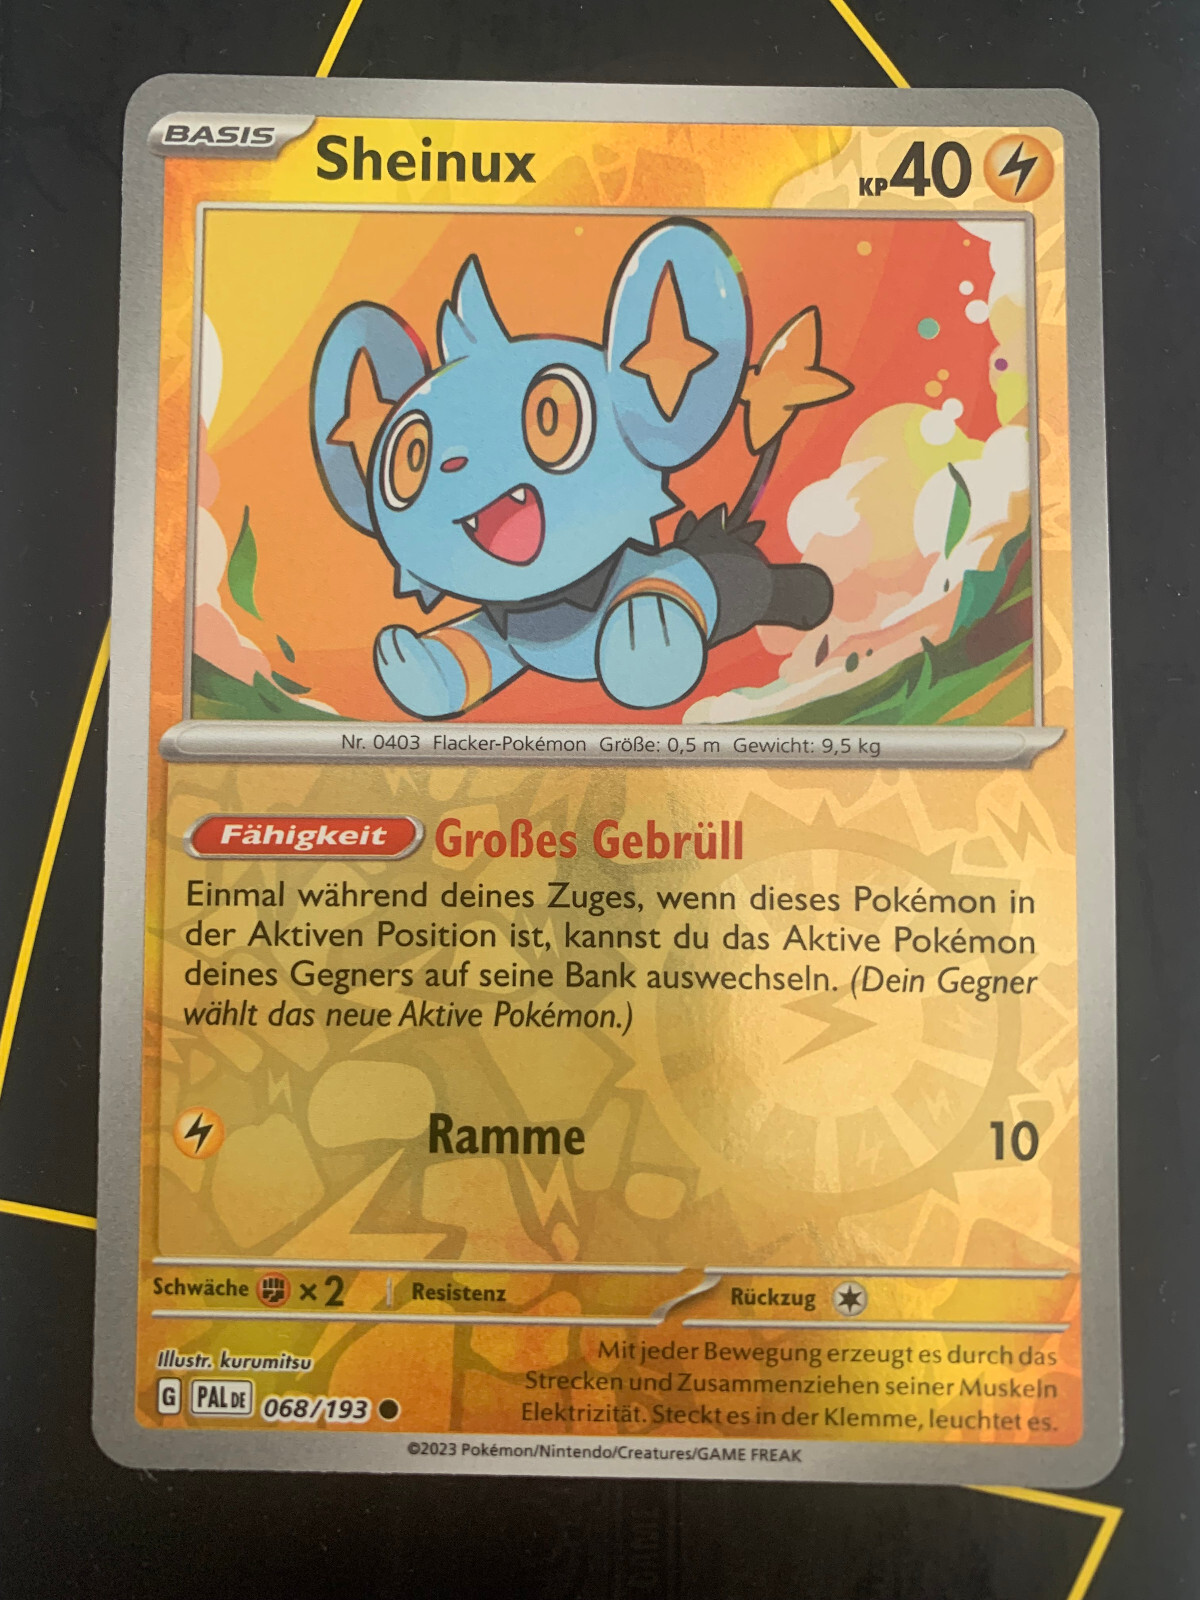 BASIS
Sheinux
KP 40
Nr. 0403 Flacker-Pokémon Größe: 0,5 m Gewicht: 9,5 kg
Fähigkeit Großes Gebrüll
Einmal während deines Zuges, wenn dieses Pokémon in
der Aktiven Position ist, kannst du das Aktive Pokémon
deines Gegners auf seine Bank auswechseln. (Dein Gegner
wählt das neue Aktive Pokémon.)
Ramme 10
Schwäche ×2 Resistenz Rückzug
Illustr. kurumitsu
G PAL DE 068/193
Mit jeder Bewegung erzeugt es durch das
Strecken und Zusammenziehen seiner Muskeln
Elektrizität. Steckt es in der Klemme, leuchtet es.
©2023 Pokémon/Nintendo/Creatures/GAME FREAK